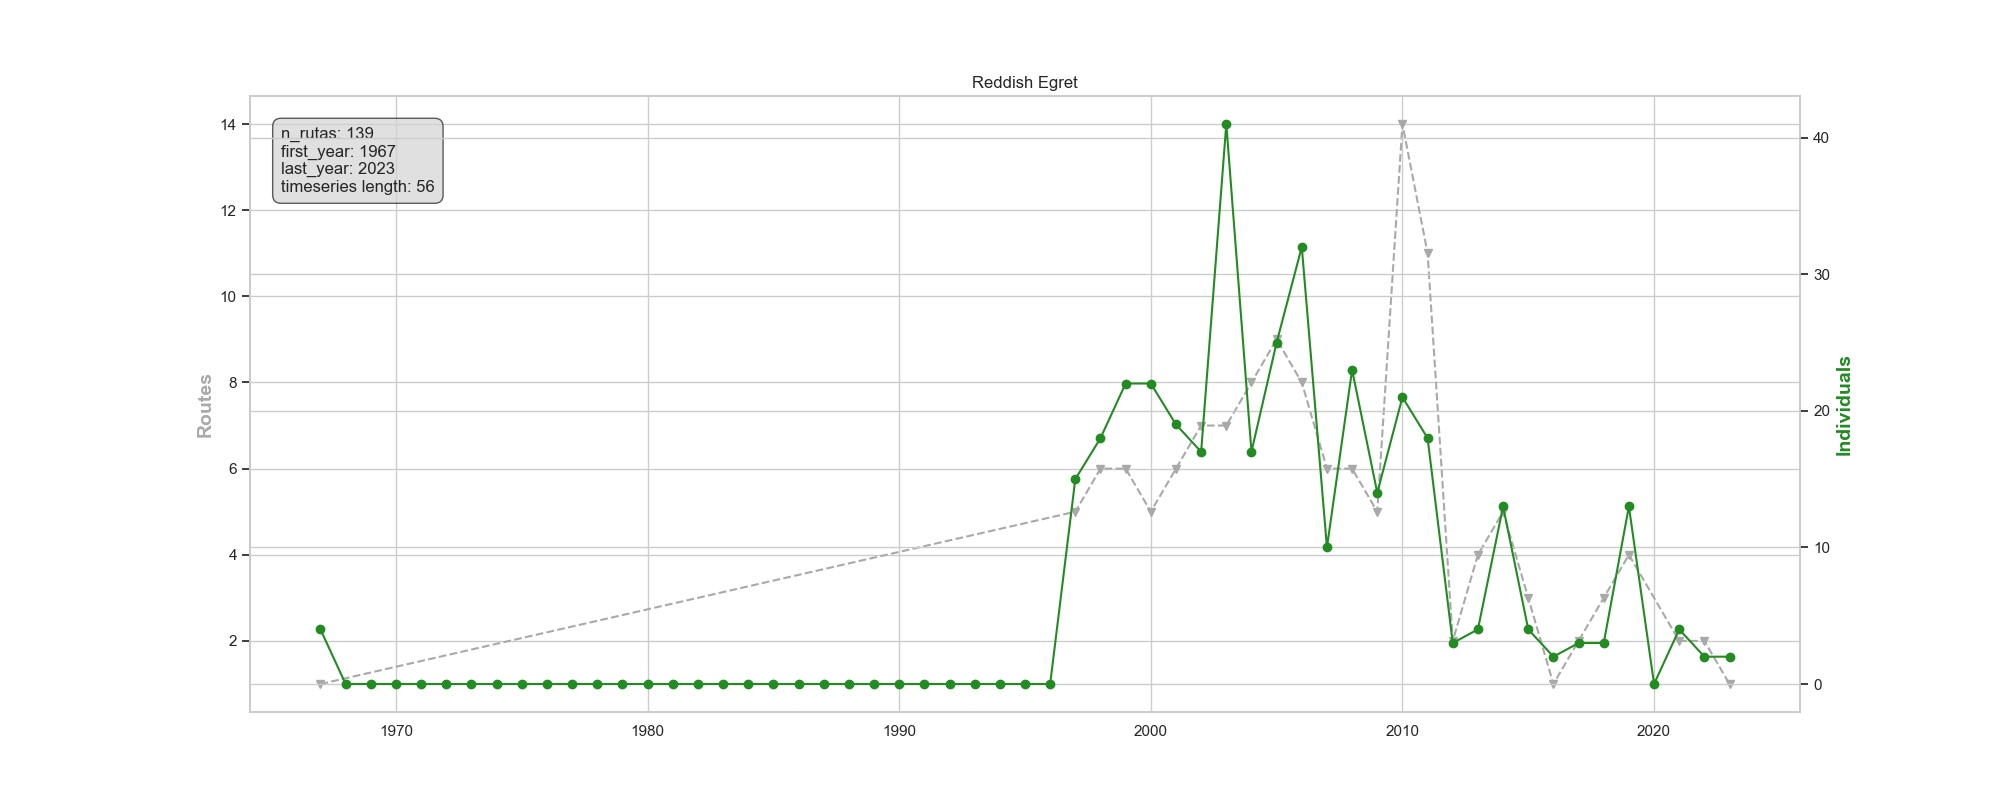 Reddish Egret
n_rutas: 139
first_year: 1967
last_year: 2023
timeseries length: 56
14
12
10
8
6
4
2
Routes
40
30
20
10
0
Individuals
1970
1980
1990
2000
2010
2020